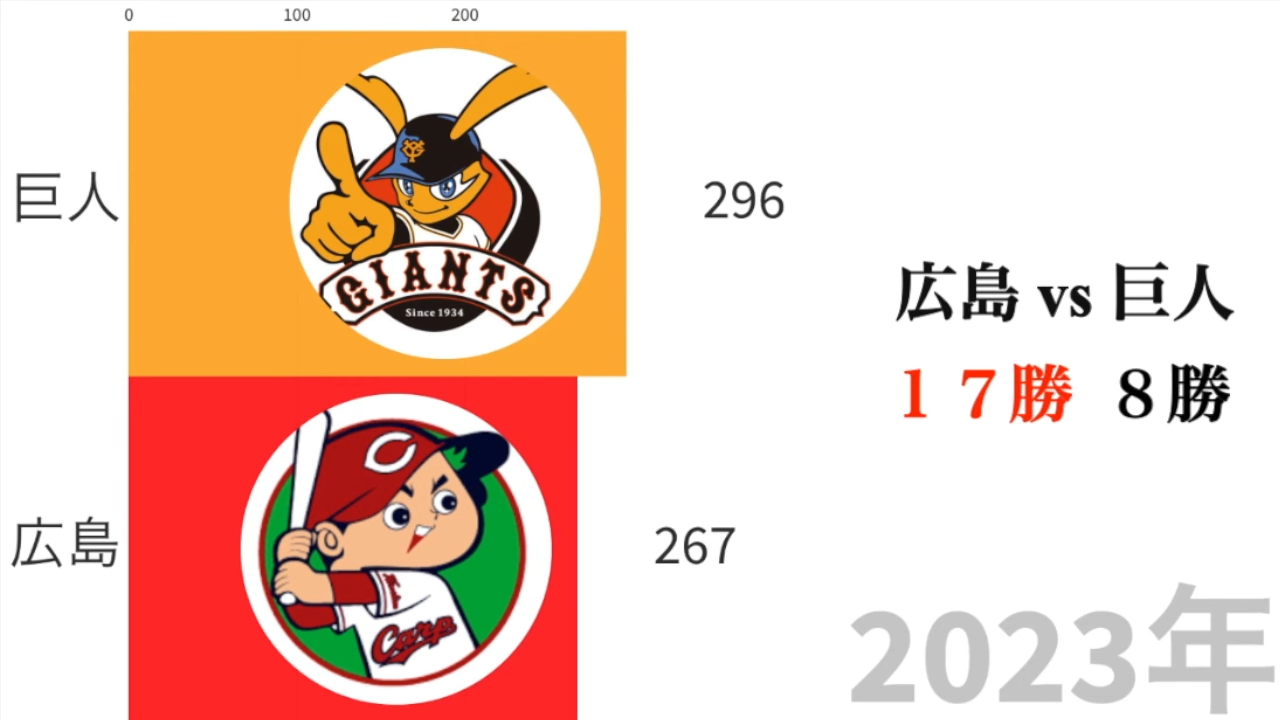 0 100 200
巨人
GIANTS
Since 1934
296
広島 vs 巨人
17勝 8勝
C
Carp
広島
267
2023年